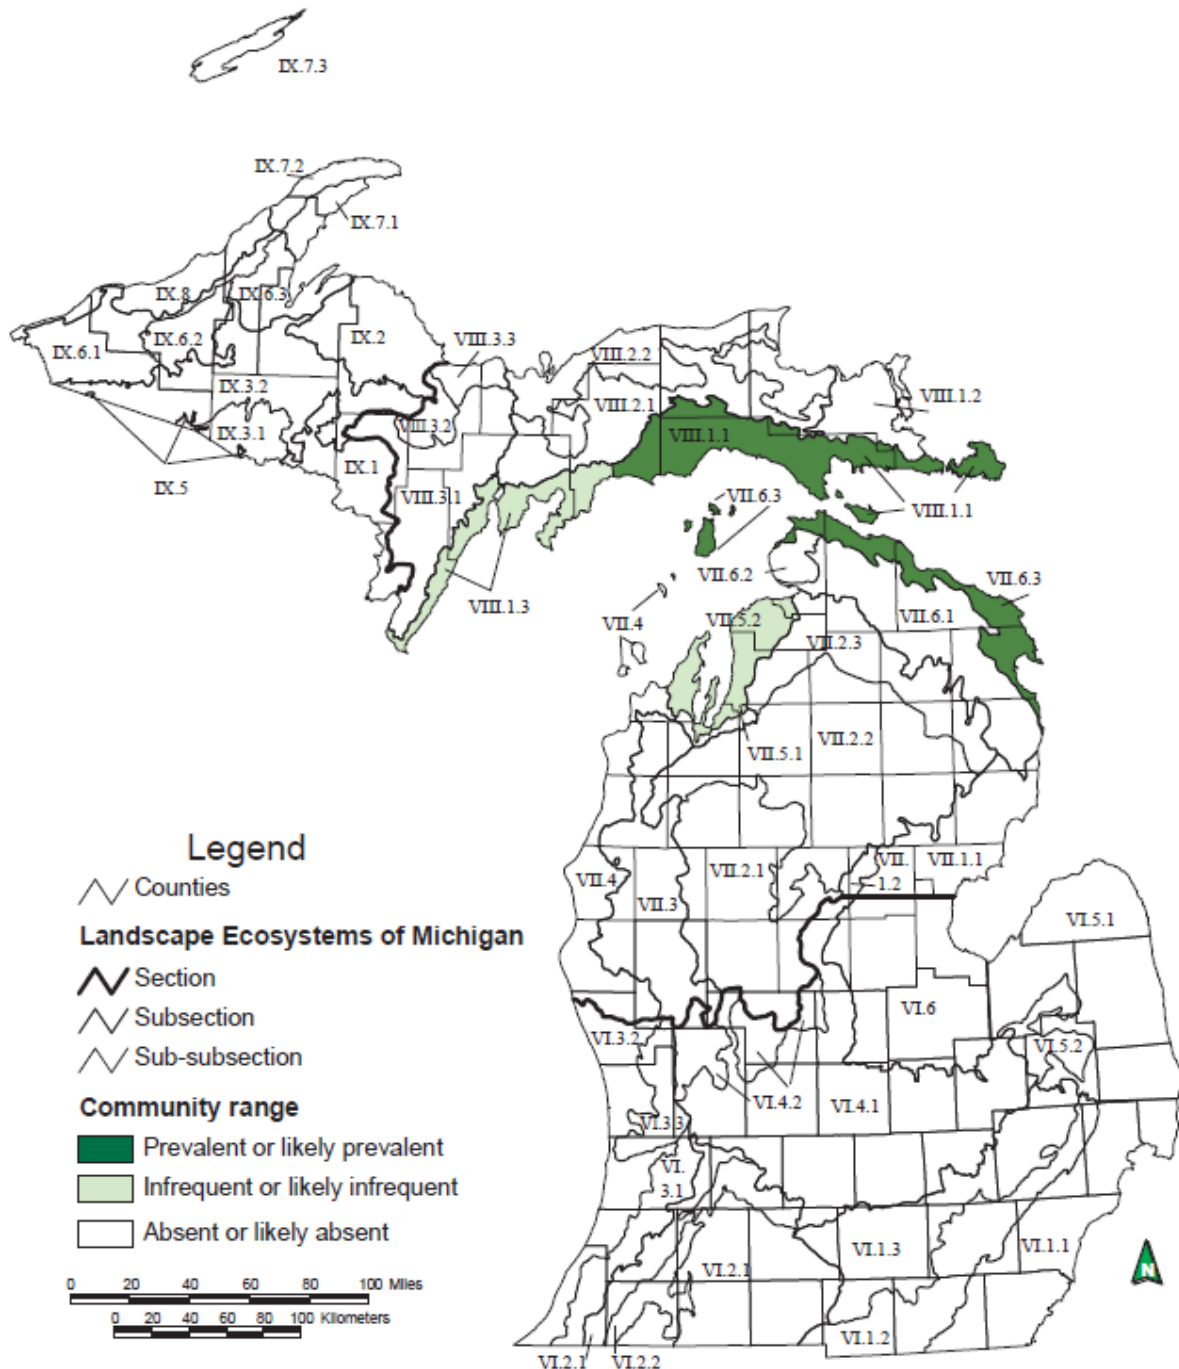 IX.7.3
IX.7.2
IX.7.1
IX.8
IX.6.3
IX.6.2
IX.2
IX.6.1
VIII.3.3
VIII.2.2
IX.3.2
VIII.2.1
VIII.1.2
VIII.3.2
IX.3.1
VIII.1.1
IX.1
IX.5
VIII.3.1
VII.6.3
VIII.1.1
VII.6.2
VII.6.3
VIII.1.3
VII.4
VII.5.2
VII.6.1
VII.2.3
VII.5.1
VII.2.2
Legend
Counties
Landscape Ecosystems of Michigan
Section
Subsection
Sub-subsection
Community range
Prevalent or likely prevalent
Infrequent or likely infrequent
Absent or likely absent
0 20 40 60 80 100 Miles
0 20 40 60 80 100 Kilometers
VII.4
VII.3
VII.2.1
VII.
1.2
VII.1.1
VI.5.1
VI.6
VI.3.2
VI.5.2
VI.4.2
VI.4.1
VI.3.3
VI.
3.1
VI.1.3
VI.1.1
VI.2.1
VI.1.2
VI.2.1
VI.2.2
N